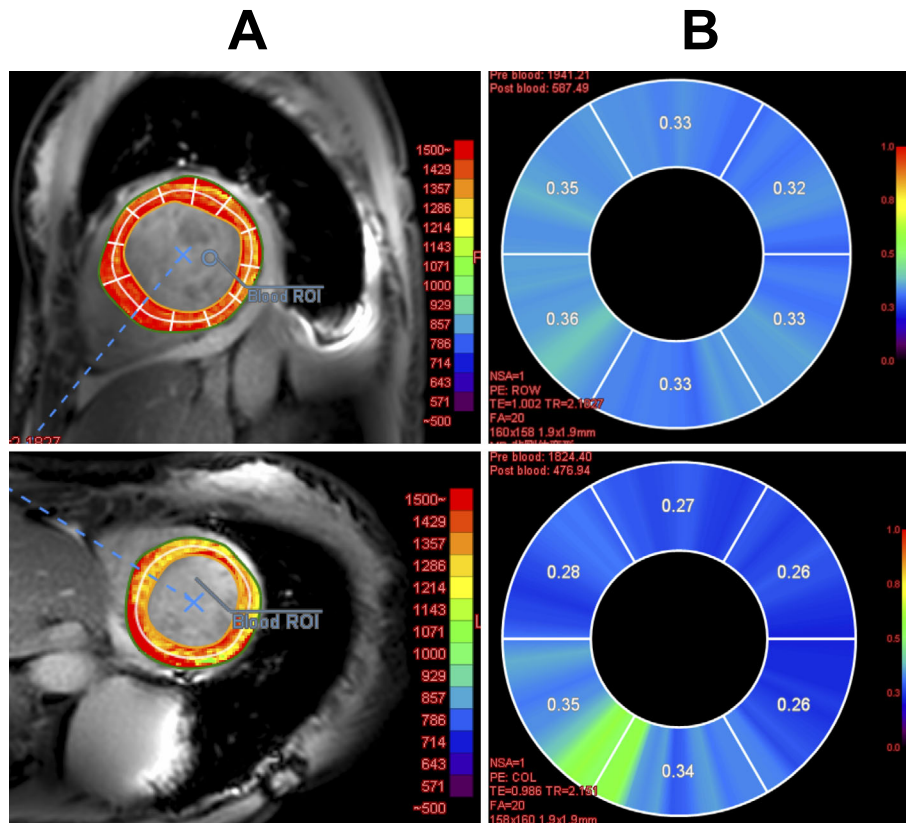 A
B
1500~
1429
1357
1286
1214
1143
1071
1000
929
857
786
714
643
571
~500
Blood ROI
=2.1827
Pre blood: 1941.21
Post blood: 587.49
0.33
0.35
0.32
0.36
0.33
0.33
NSA=1
PE: ROW
TE=1.002 TR=2.1827
FA=20
160x158 1.9x1.9mm
1.0
0.8
0.5
0.3
0.0
1500~
1429
1357
1286
1214
1143
1071
1000
929
857
786
714
643
571
~500
Blood ROI
L
Pre blood: 1824.40
Post blood: 476.94
0.27
0.28
0.26
0.35
0.26
0.34
NSA=1
PE: COL
TE=0.986 TR=2.151
FA=20
158x160 1.9x1.9mm
1.0
0.8
0.5
0.3
0.0